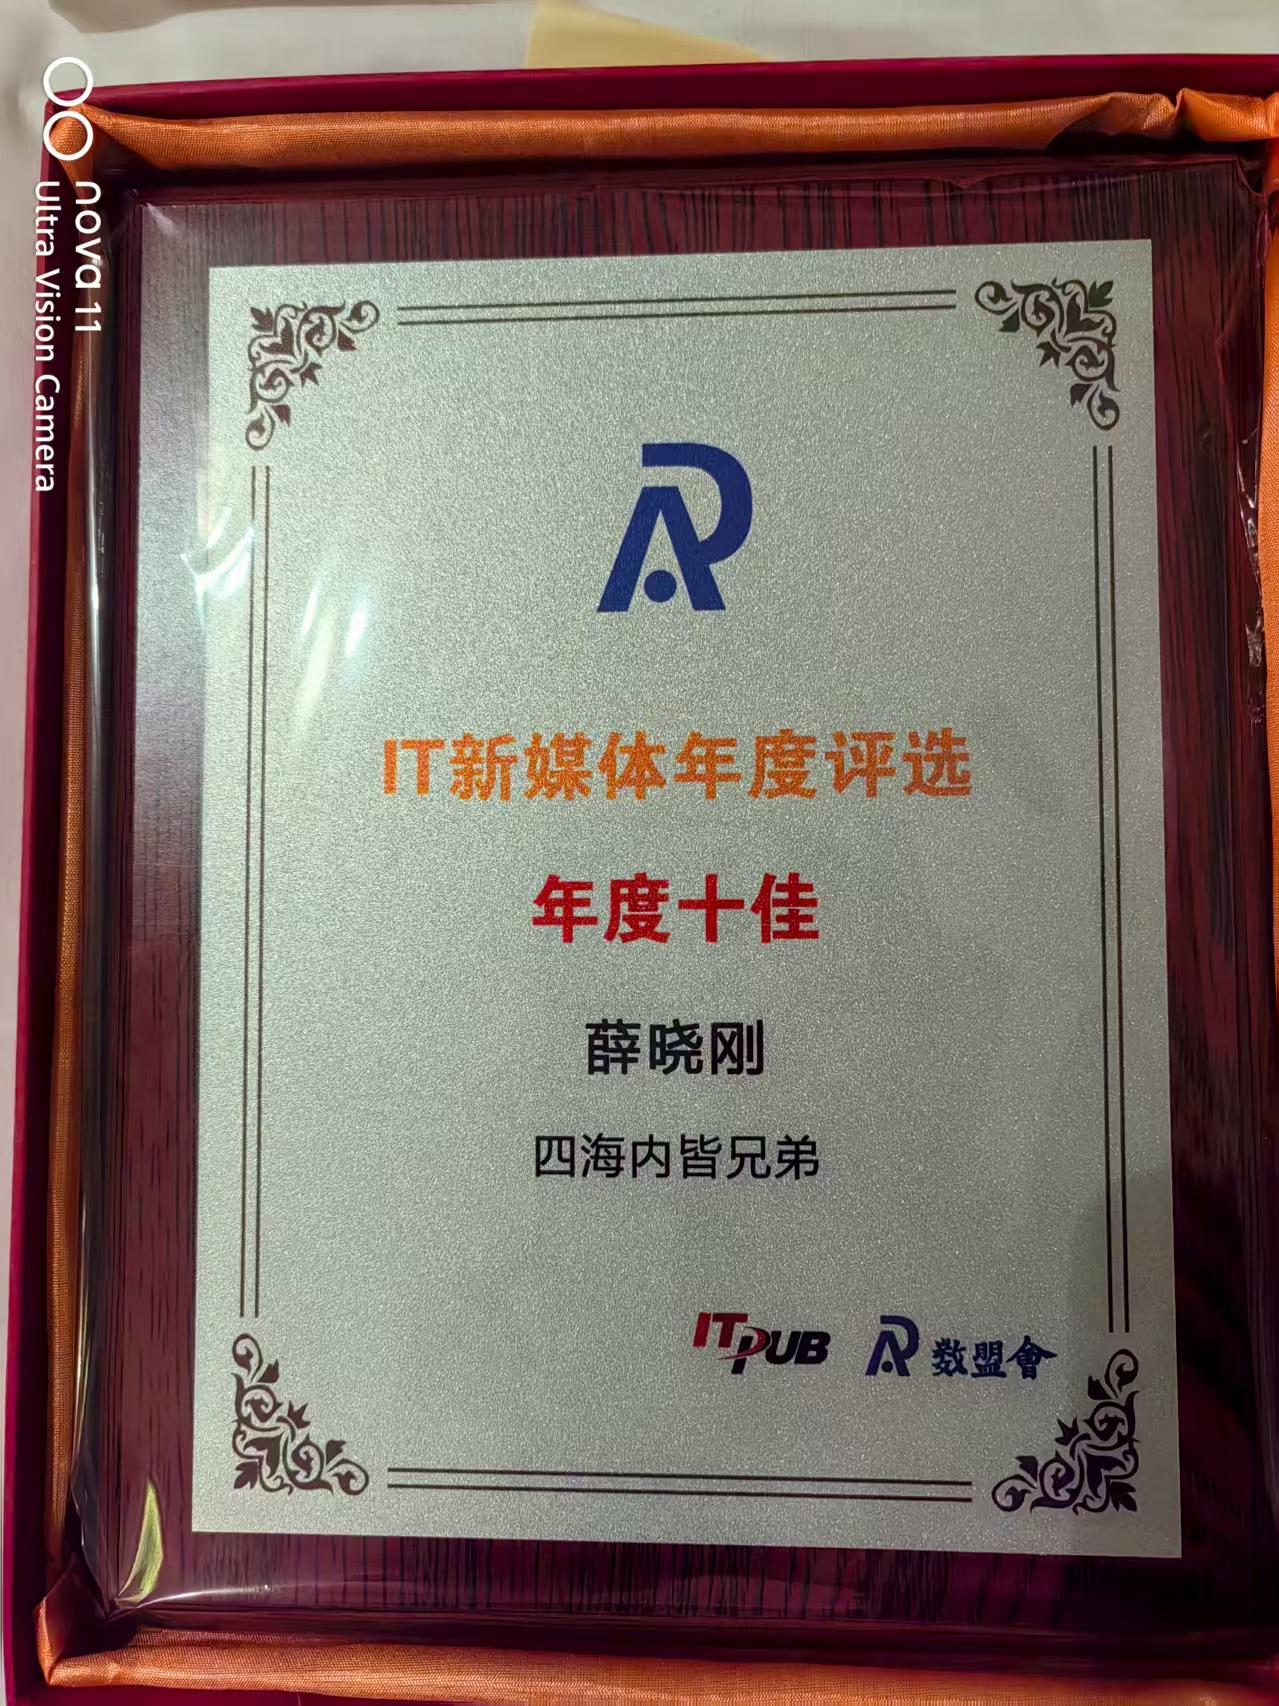 nova 11
Ultra Vision Camera
IT新媒体年度评选
年度十佳
薛晓刚
四海内皆兄弟
ITPUB
数盟會